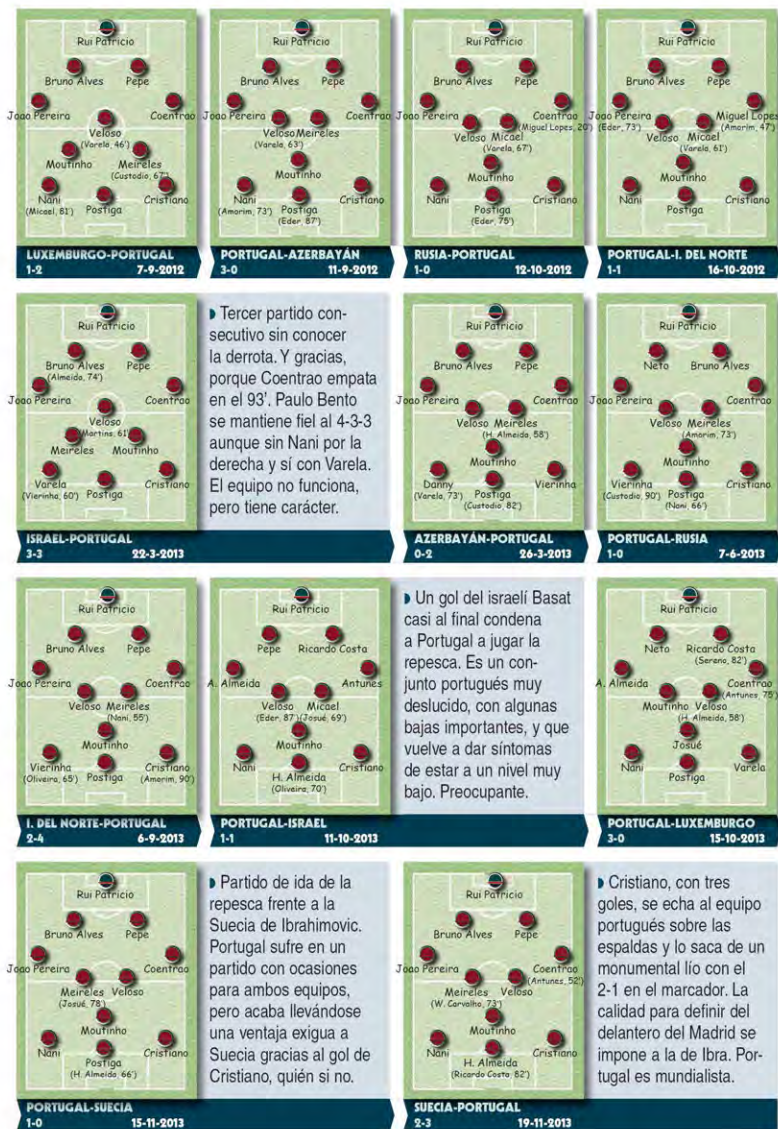 Rui Patricio
Bruno Alves Pepe
Joao Pereira Coentrao
Veloso
(Varela, 46')
Moutinho Meireles
(Custodio, 67')
Nani Postiga Cristiano
(Micael, 81')
LUXEMBURGO-PORTUGAL
1-2 7-9-2012
Rui Patricio
Bruno Alves Pepe
Joao Pereira Coentrao
Veloso Meireles
(Varela, 63')
Moutinho
Nani Postiga Cristiano
(Amorim, 73') (Eder, 87')
PORTUGAL-AZERBAYÁN
3-0 11-9-2012
Rui Patricio
Bruno Alves Pepe
Joao Pereira Coentrao
(Miguel Lopes, 20')
Veloso Micael
(Varela, 67')
Moutinho
Nani Postiga Cristiano
(Eder, 75')
RUSIA-PORTUGAL
1-0 12-10-2012
Rui Patricio
Bruno Alves Pepe
Joao Pereira Miguel Lopes
(Eder, 73') (Amorim, 47')
Veloso Micael
(Varela, 61')
Moutinho
Nani Postiga Cristiano
PORTUGAL-I. DEL NORTE
1-1 16-10-2012
Rui Patricio
Bruno Alves Pepe
(Almeida, 74')
Joao Pereira Coentrao
Veloso
(Martins, 61')
Meireles Moutinho
Varela Postiga Cristiano
(Vierinha, 60')
ISRAEL-PORTUGAL
3-3 22-3-2013
Tercer partido con-
secutivo sin conocer
la derrota. Y gracias,
porque Coentrao empata
en el 93'. Paulo Bento
se mantiene fiel al 4-3-3
aunque sin Nani por la
derecha y sí con Varela.
El equipo no funciona,
pero tiene carácter.
Rui Patricio
Bruno Alves Pepe
Joao Pereira Coentrao
Veloso Meireles
(H. Almeida, 58')
Moutinho
Danny Postiga Vierinha
(Varela, 73') (Custodio, 82')
AZERBAYÁN-PORTUGAL
0-2 26-3-2013
Rui Patricio
Neto Bruno Alves
Joao Pereira Coentrao
Veloso Meireles
(Amorim, 73')
Moutinho
Vierinha Postiga Cristiano
(Custodio, 90') (Nani, 66')
PORTUGAL-RUSIA
1-0 7-6-2013
Rui Patricio
Bruno Alves Pepe
Joao Pereira Coentrao
Veloso Meireles
(Nani, 55')
Moutinho
Vierinha Postiga Cristiano
(Oliveira, 65') (Amorim, 90')
I. DEL NORTE-PORTUGAL
2-4 6-9-2013
Rui Patricio
Pepe Ricardo Costa
A. Almeida Antunes
Veloso Micael
(Eder, 87') (Josué, 69')
Moutinho
Nani H. Almeida Cristiano
(Oliveira, 70')
PORTUGAL-ISRAEL
1-1 11-10-2013
Un gol del israelí Basat
casi al final condena
a Portugal a jugar la
repesca. Es un con-
junto portugués muy
deslucido, con algunas
bajas importantes, y que
vuelve a dar síntomas
de estar a un nivel muy
bajo. Preocupante.
Rui Patricio
Neto Ricardo Costa
(Sereno, 82')
A. Almeida Coentrao
(Antunes, 75')
Moutinho Veloso
(H. Almeida, 58')
Josué
Nani Postiga Varela
PORTUGAL-LUXEMBURGO
3-0 15-10-2013
Rui Patricio
Bruno Alves Pepe
Joao Pereira Coentrao
Meireles Veloso
(Josué, 78')
Moutinho
Nani Postiga Cristiano
(H. Almeida, 66')
PORTUGAL-SUECIA
1-0 15-11-2013
Partido de ida de la
repesca frente a la
Suecia de Ibrahimovic.
Portugal sufre en un
partido con ocasiones
para ambos equipos,
pero acaba llevándose
una ventaja exigua a
Suecia gracias al gol de
Cristiano, quién si no.
Rui Patricio
Bruno Alves Pepe
Joao Pereira Coentrao
(Antunes, 52')
Meireles Veloso
(W. Carvalho, 73')
Moutinho
Nani H. Almeida Cristiano
(Ricardo Costa, 82')
SUECIA-PORTUGAL
2-3 19-11-2013
Cristiano, con tres
goles, se echa al equipo
portugués sobre las
espaldas y lo saca de un
monumental lío con el
2-1 en el marcador. La
calidad para definir del
delantero del Madrid se
impone a la de Ibra. Por-
tugal es mundialista.